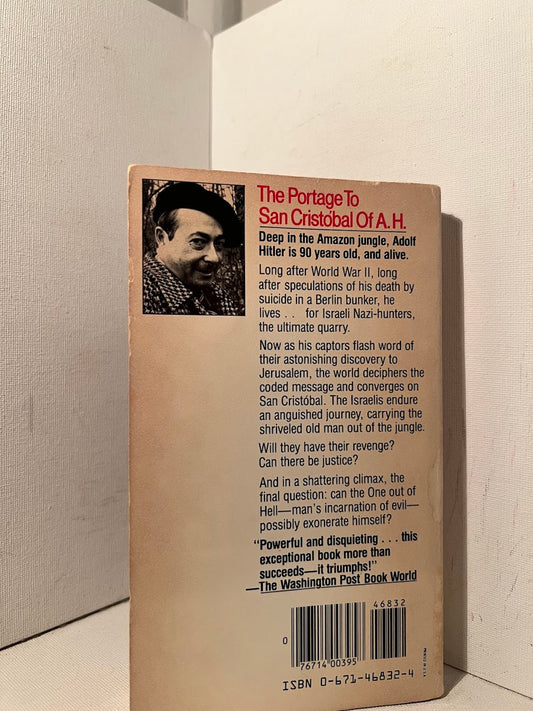 The Portage To
San Cristóbal Of A.H.
Deep in the Amazon jungle, Adolf
Hitler is 90 years old, and alive.
Long after World War II, long
after speculations of his death by
suicide in a Berlin bunker, he
lives . . for Israeli Nazi-hunters,
the ultimate quarry.
Now as his captors flash word of
their astonishing discovery to
Jerusalem, the world deciphers the
coded message and converges on
San Cristóbal. The Israelis endure
an anguished journey, carrying the
shriveled old man out of the jungle.
Will they have their revenge?
Can there be justice?
And in a shattering climax, the
final question: can the One out of
Hell—man's incarnation of evil—
possibly exonerate himself?
"Powerful and disquieting . . . this
exceptional book more than
succeeds—it triumphs!"
—The Washington Post Book World
46832
0
76714 00395
ISBN 0-671-46832-4